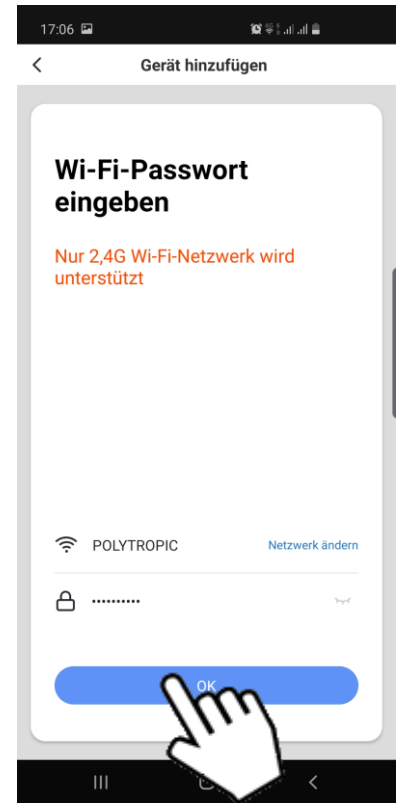 17:06
Gerät hinzufügen
Wi-Fi-Passwort
eingeben
Nur 2,4G Wi-Fi-Netzwerk wird
unterstützt
POLYTROPIC Netzwerk ändern
••••••••••
OK